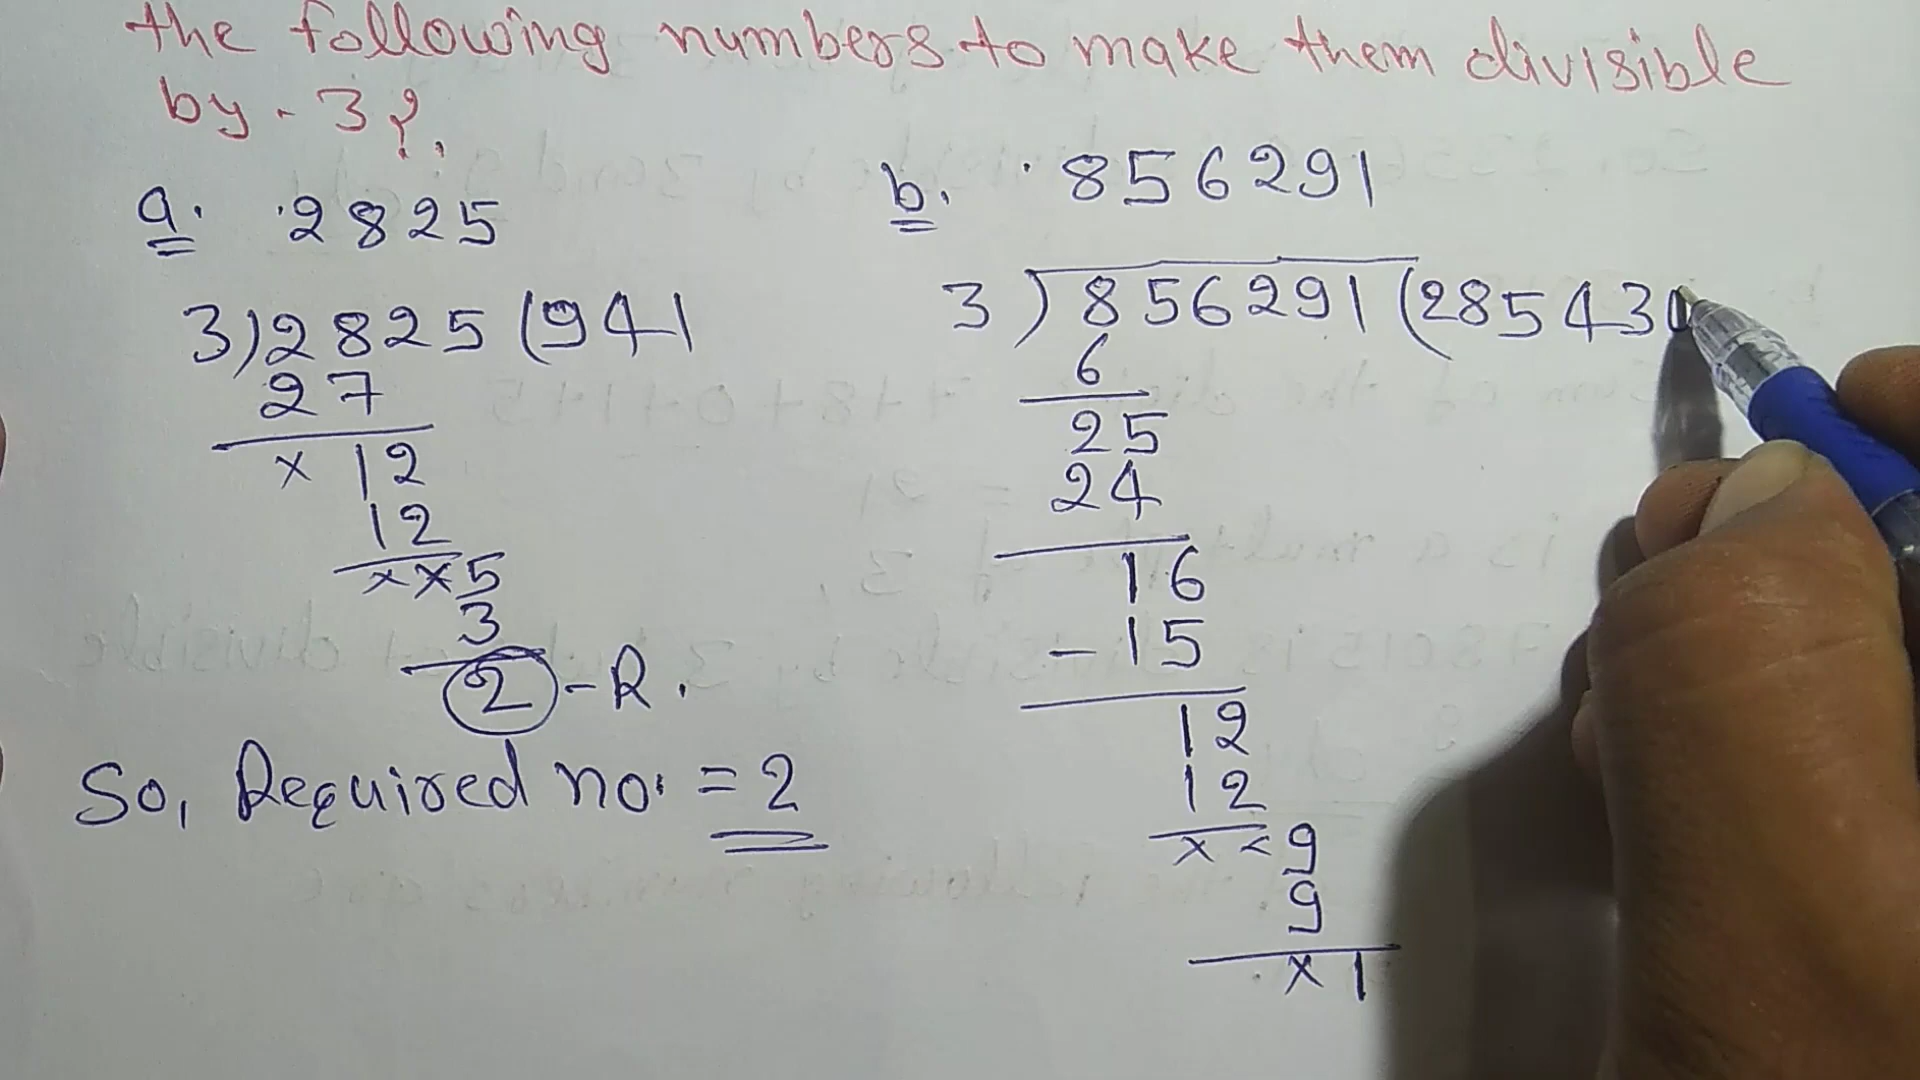 the following numbers to make them divisible
by - 3?.
a. .2825
3)2825(941
27
x 12
12
x x 5
3
2 - R.
So, Required no. = 2
b. .856291
3)856291(285430
6
25
24
16
- 15
12
12
x x 9
9
x 1